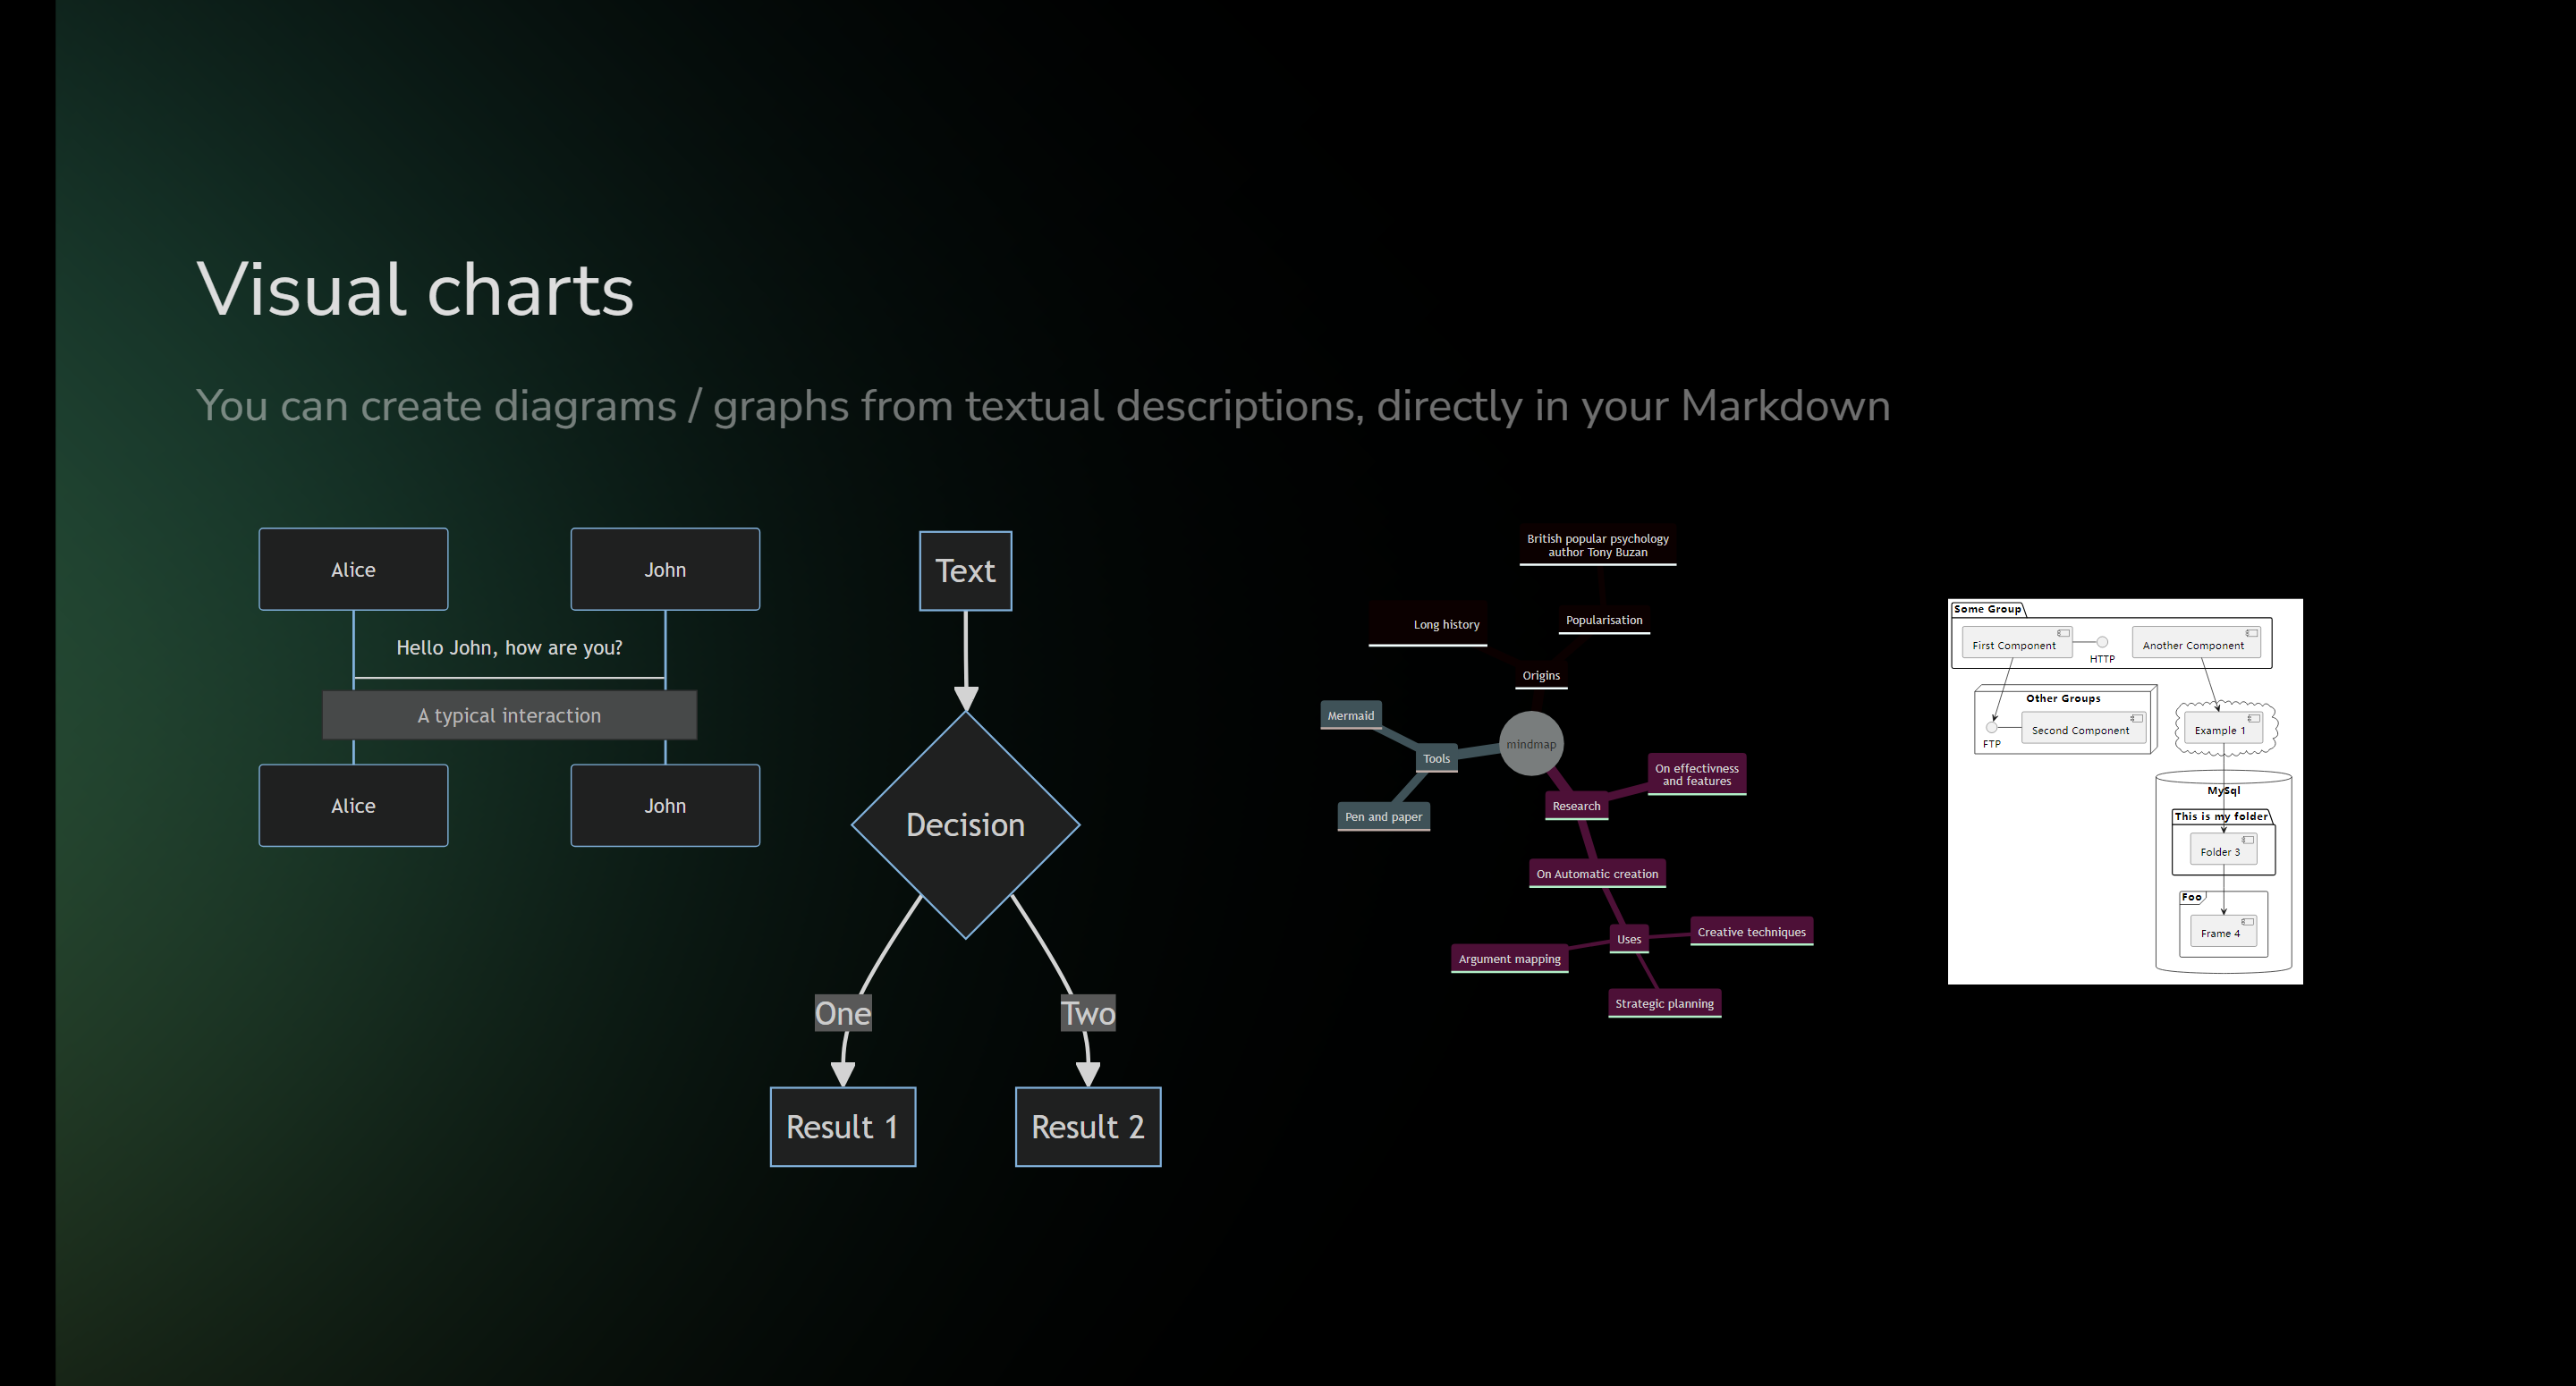 Visual charts
You can create diagrams / graphs from textual descriptions, directly in your Markdown
Alice
John
Hello John, how are you?
A typical interaction
Alice
John
Text
Decision
One
Two
Result 1
Result 2
British popular psychology
author Tony Buzan
Long history
Popularisation
Origins
Mermaid
Tools
mindmap
Pen and paper
On effectivness
and features
Research
On Automatic creation
Uses
Creative techniques
Argument mapping
Strategic planning
Some Group
First Component
HTTP
Another Component
Other Groups
FTP
Second Component
Example 1
MySql
This is my folder
Folder 3
Foo
Frame 4